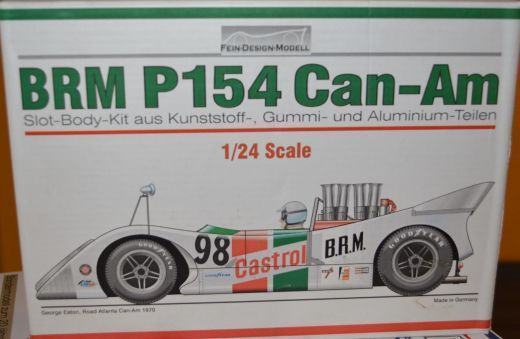 FEIN-DESIGN-MODELL
BRM P154 Can-Am
Slot-Body-Kit aus Kunststoff-, Gummi- und Aluminium-Teilen
1/24 Scale
98
Castrol
B.R.M.
GOODYEAR
GOODYEAR
GOODYEAR
George Eaton, Road Atlanta Can-Am 1970
Made in Germany